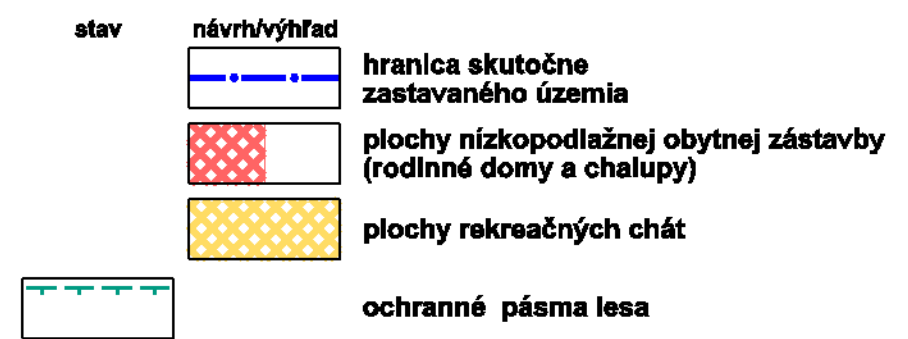 stav návrh/výhľad
hranica skutočne
zastavaného územia
plochy nízkopodlažnej obytnej zástavby
(rodinné domy a chalupy)
plochy rekreačných chát
ochranné pásma lesa